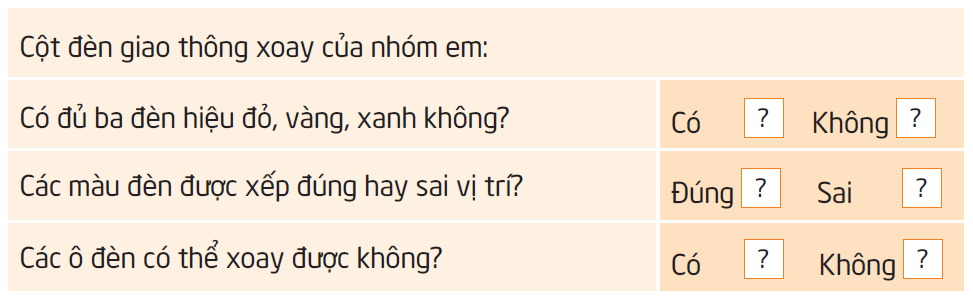 Cột đèn giao thông xoay của nhóm em:
Có đủ ba đèn hiệu đỏ, vàng, xanh không? Có ? Không ?
Các màu đèn được xếp đúng hay sai vị trí? Đúng ? Sai ?
Các ô đèn có thể xoay được không? Có ? Không ?